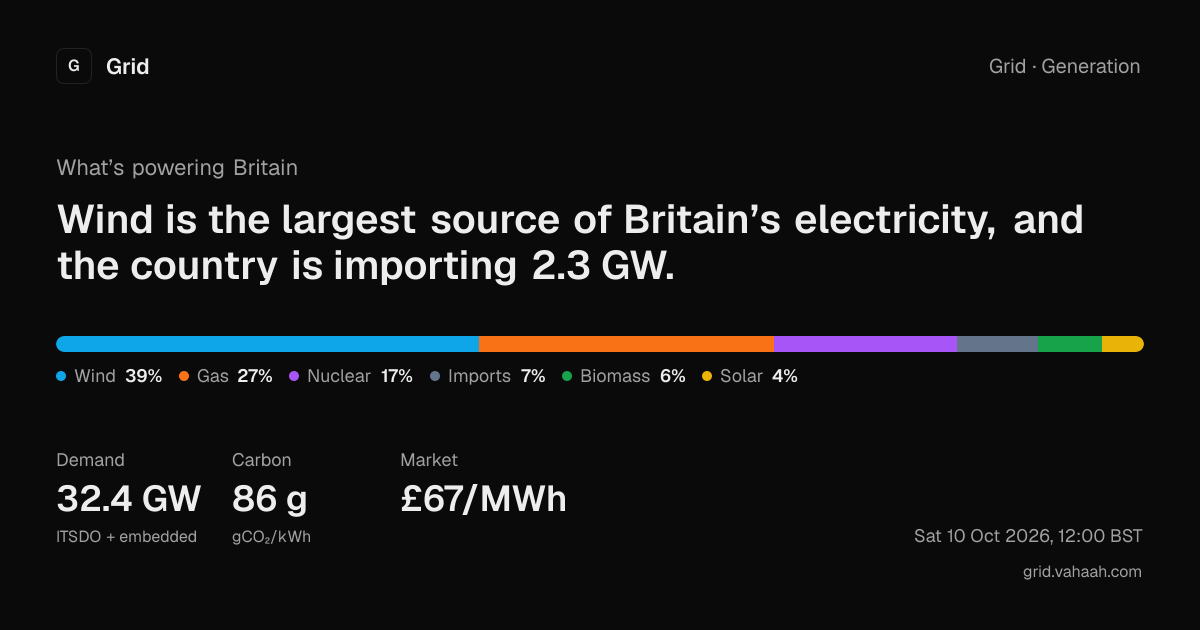 G Grid
Grid · Generation
What's powering Britain
Wind is the largest source of Britain's electricity, and
the country is importing 2.3 GW.
Wind 39% Gas 27% Nuclear 17% Imports 7% Biomass 6% Solar 4%
Demand Carbon Market
32.4 GW 86 g £67/MWh
ITSDO + embedded gCO₂/kWh
Sat 10 Oct 2026, 12:00 BST
grid.vahaah.com